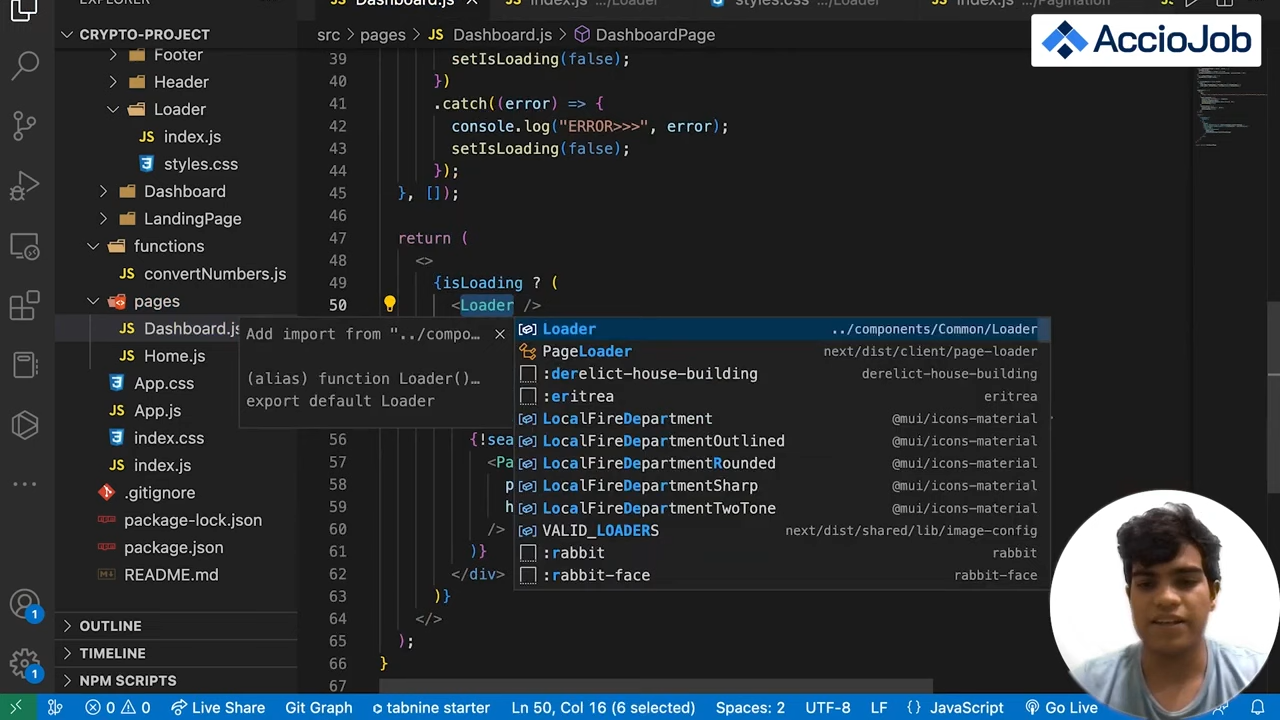 EXPLORER
Dashboard.js
index.js .../Loader
styles.css .../Loader
index.js .../Pagination
AccioJob
CRYPTO-PROJECT
Footer
Header
Loader
index.js
styles.css
Dashboard
LandingPage
functions
convertNumbers.js
pages
Dashboard.js
Home.js
App.css
App.js
index.css
index.js
.gitignore
package-lock.json
package.json
README.md
OUTLINE
TIMELINE
NPM SCRIPTS
src > pages > JS Dashboard.js > DashboardPage
39 setIsLoading(false);
40 })
41 .catch((error) => {
42 console.log("ERROR>>>", error);
43 setIsLoading(false);
44 });
45 }, []);
46
47 return (
48 <>
49 {isLoading ? (
50 <Loader />
Add import from "../compo…
(alias) function Loader()…
export default Loader
Loader ../components/Common/Loader
PageLoader next/dist/client/page-loader
:derelict-house-building derelict-house-building
:eritrea eritrea
LocalFireDepartment @mui/icons-material
LocalFireDepartmentOutlined @mui/icons-material
LocalFireDepartmentRounded @mui/icons-material
LocalFireDepartmentSharp @mui/icons-material
LocalFireDepartmentTwoTone @mui/icons-material
VALID_LOADERS next/dist/shared/lib/image-config
:rabbit rabbit
:rabbit-face rabbit-face
56 {!sea
57 <Pa
58 p
59 h
60 />
61 )}
62 </div>
63 )}
64 </>
65 );
66 }
67
1
1
0 0 Live Share Git Graph tabnine starter Ln 50, Col 16 (6 selected) Spaces: 2 UTF-8 LF {} JavaScript Go Live